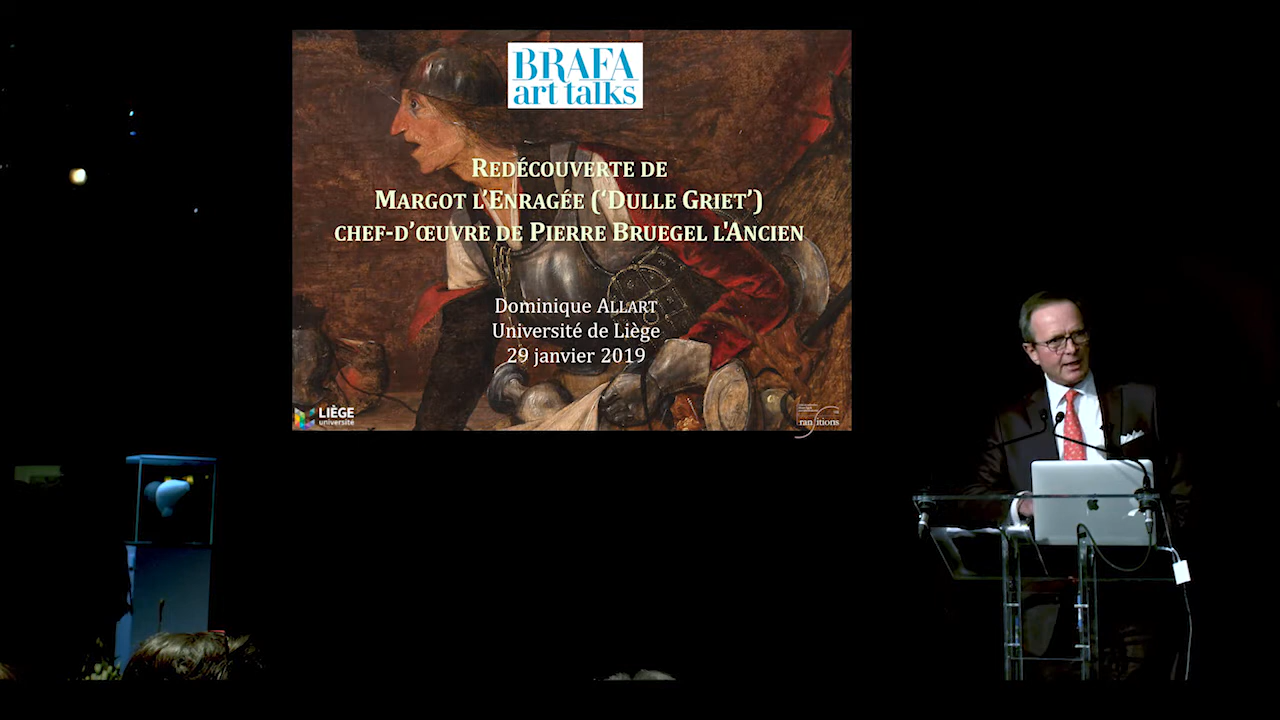 BRAFA
art talks
REDÉCOUVERTE DE
MARGOT L’ENRAGÉE (‘DULLE GRIET’)
CHEF-D’ŒUVRE DE PIERRE BRUEGEL L'ANCIEN
Dominique ALLART
Université de Liège
29 janvier 2019
LIÈGE
université